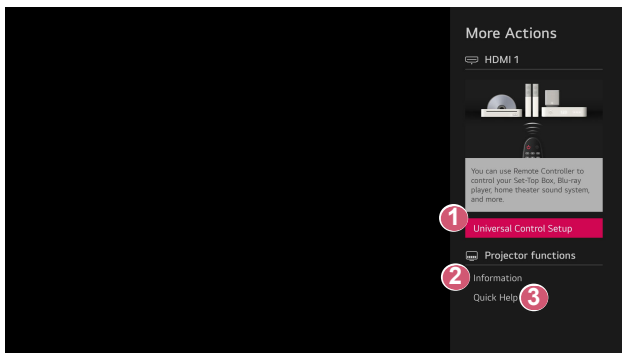 More Actions
HDMI 1
You can use Remote Controller to
control your Set-Top Box, Blu-ray
player, home theater sound system,
and more.
1
Universal Control Setup
Projector functions
2 Information
Quick Help 3